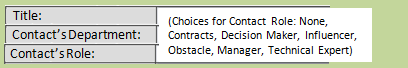 Title:
Contact's Department:
Contact's Role:
(Choices for Contact Role: None,
Contracts, Decision Maker, Influencer,
Obstacle, Manager, Technical Expert)